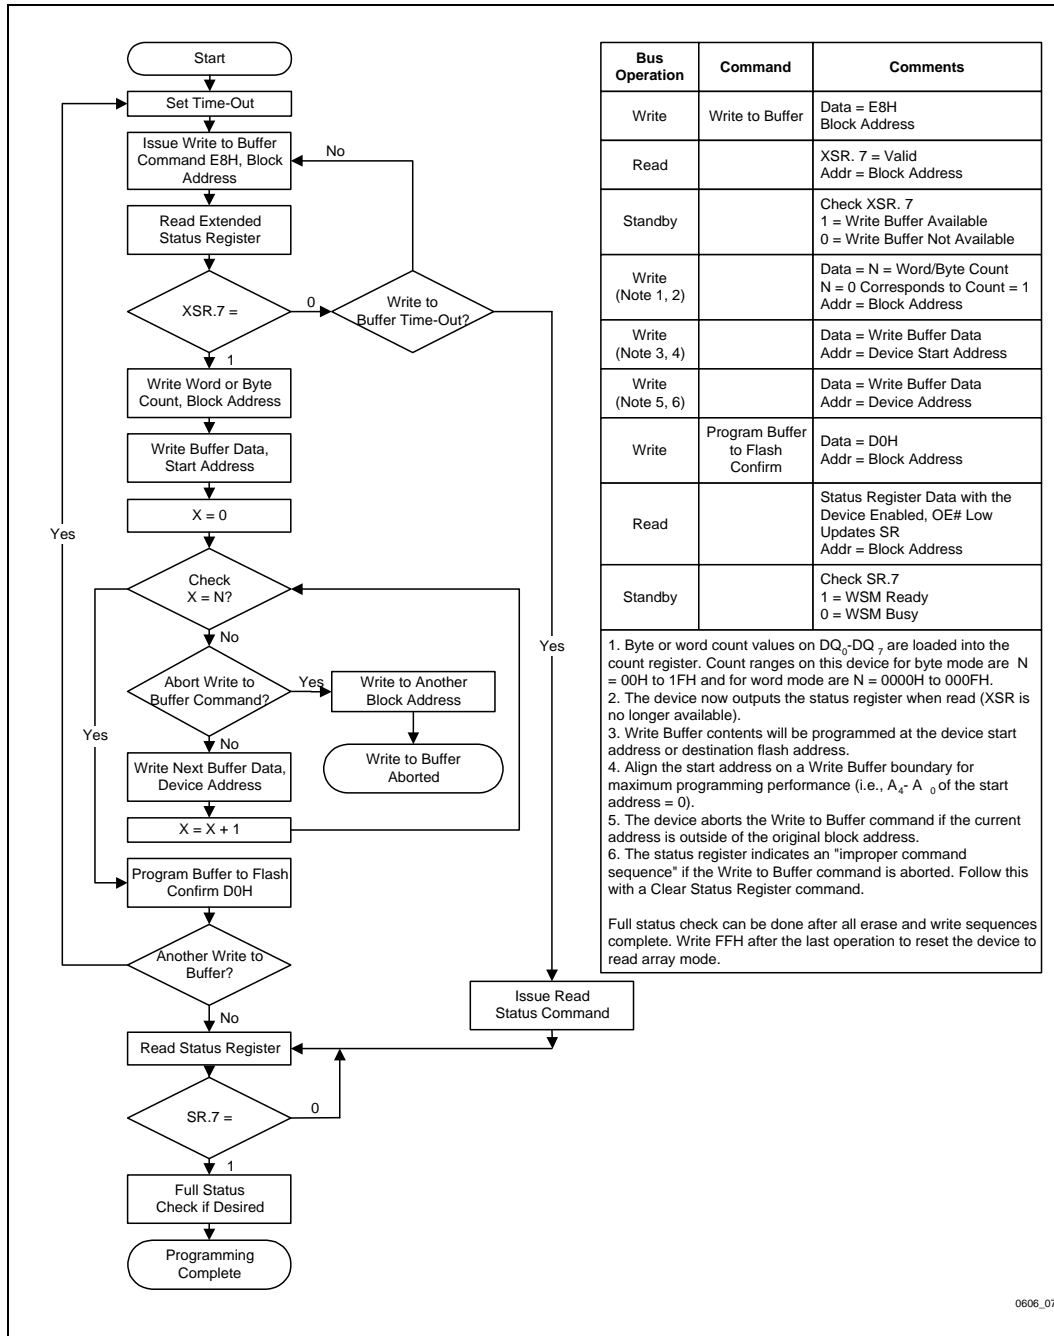 Start
Set Time-Out
Issue Write to Buffer
Command E8H, Block
Address
No
Read Extended
Status Register
XSR.7 =
0
Write to
Buffer Time-Out?
1
Write Word or Byte
Count, Block Address
Write Buffer Data,
Start Address
X = 0
Yes
Check
X = N?
No
Yes
Abort Write to
Buffer Command?
Yes
Write to Another
Block Address
Yes
No
Write to Buffer
Aborted
Write Next Buffer Data,
Device Address
X = X + 1
Program Buffer to Flash
Confirm D0H
Another Write to
Buffer?
Issue Read
Status Command
No
Read Status Register
SR.7 =
0
1
Full Status
Check if Desired
Programming
Complete
Bus
Operation
Command
Comments
Write
Write to Buffer
Data = E8H
Block Address
Read
XSR. 7 = Valid
Addr = Block Address
Standby
Check XSR. 7
1 = Write Buffer Available
0 = Write Buffer Not Available
Write
(Note 1, 2)
Data = N = Word/Byte Count
N = 0 Corresponds to Count = 1
Addr = Block Address
Write
(Note 3, 4)
Data = Write Buffer Data
Addr = Device Start Address
Write
(Note 5, 6)
Data = Write Buffer Data
Addr = Device Address
Write
Program Buffer
to Flash
Confirm
Data = D0H
Addr = Block Address
Read
Status Register Data with the
Device Enabled, OE# Low
Updates SR
Addr = Block Address
Standby
Check SR.7
1 = WSM Ready
0 = WSM Busy
1. Byte or word count values on DQ0-DQ 7 are loaded into the
count register. Count ranges on this device for byte mode are N
= 00H to 1FH and for word mode are N = 0000H to 000FH.
2. The device now outputs the status register when read (XSR is
no longer available).
3. Write Buffer contents will be programmed at the device start
address or destination flash address.
4. Align the start address on a Write Buffer boundary for
maximum programming performance (i.e., A4- A 0 of the start
address = 0).
5. The device aborts the Write to Buffer command if the current
address is outside of the original block address.
6. The status register indicates an "improper command
sequence" if the Write to Buffer command is aborted. Follow this
with a Clear Status Register command.
Full status check can be done after all erase and write sequences
complete. Write FFH after the last operation to reset the device to
read array mode.
0606_07